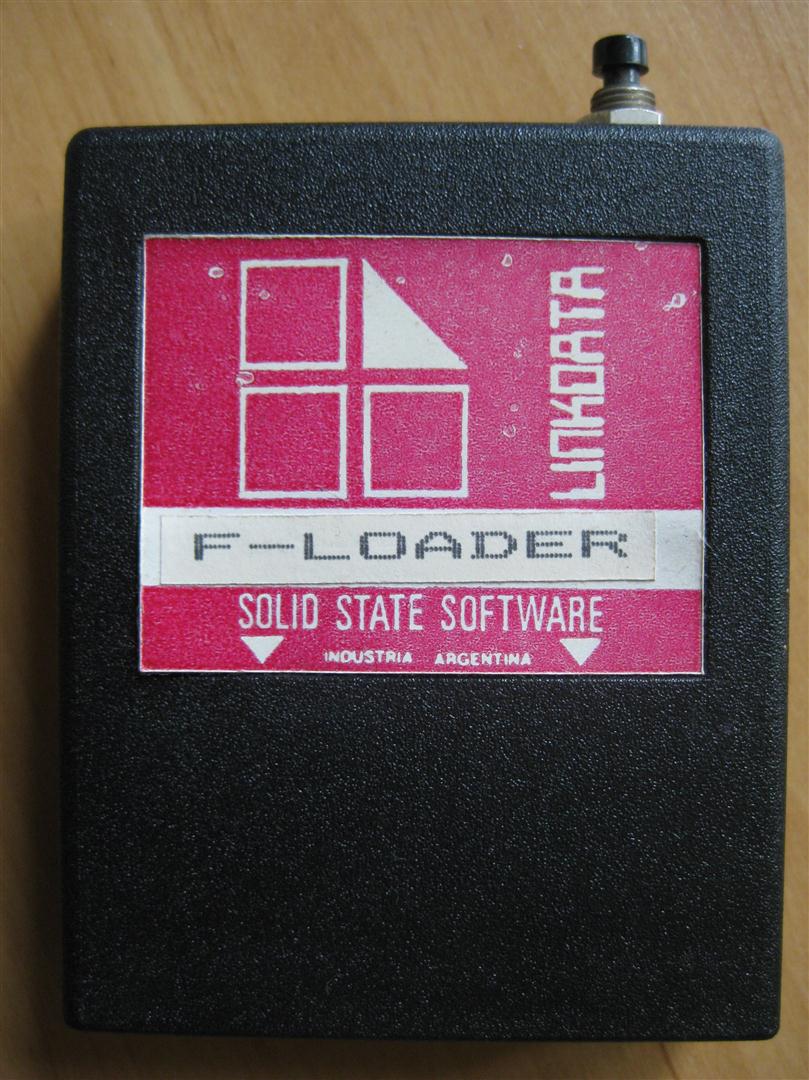 LINKDATA
F-LOADER
SOLID STATE SOFTWARE
INDUSTRIA ARGENTINA